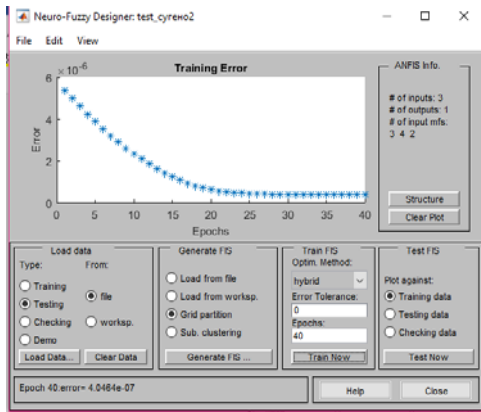 Neuro-Fuzzy Designer: test_сугено2
File Edit View
×10^-6
Training Error
6
4
2
0
Error
0 5 10 15 20 25 30 35 40
Epochs
ANFIS Info.
# of inputs: 3
# of outputs: 1
# of input mfs:
3 4 2
Structure
Clear Plot
Load data
Type: From:
Training
Testing
Checking
Demo
file
worksp.
Load Data... Clear Data
Generate FIS
Load from file
Load from worksp.
Grid partition
Sub. clustering
Generate FIS ...
Train FIS
Optim. Method:
hybrid
Error Tolerance:
0
Epochs:
40
Train Now
Test FIS
Plot against:
Training data
Testing data
Checking data
Test Now
Epoch 40:error= 4.0464e-07
Help Close